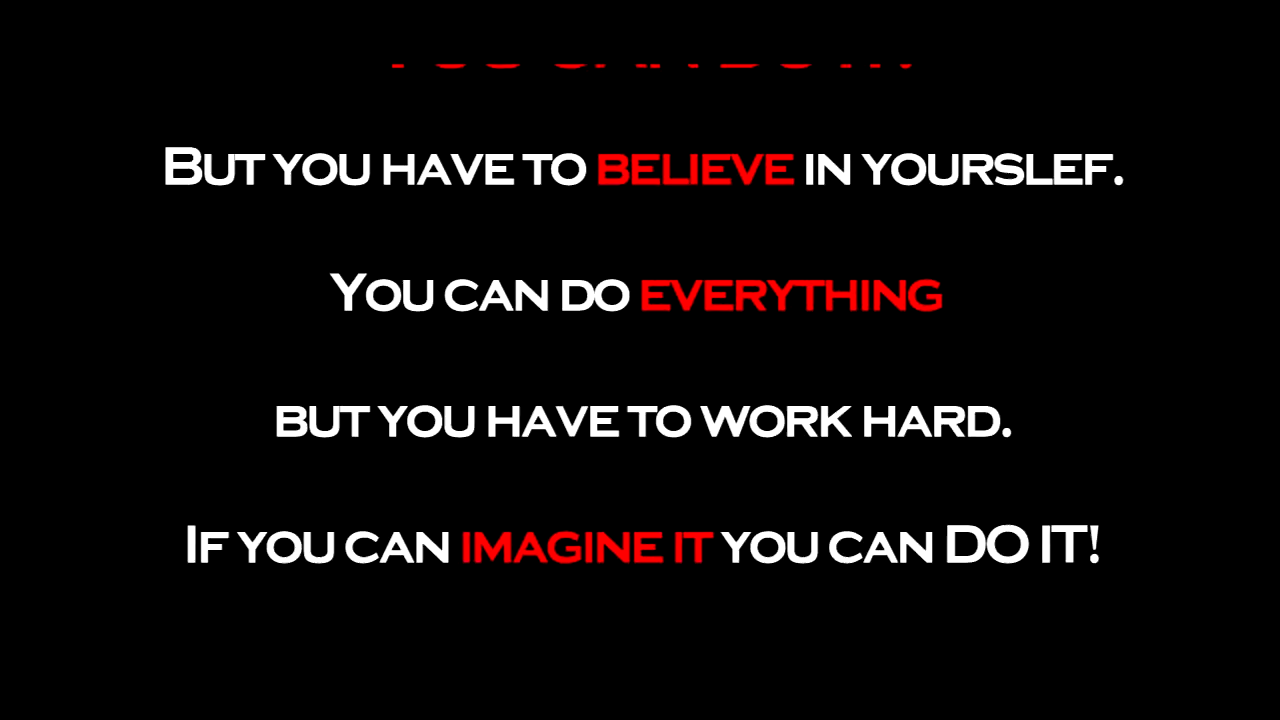 But you have to believe in yourslef.
You can do everything
but you have to work hard.
If you can imagine it you can DO IT!